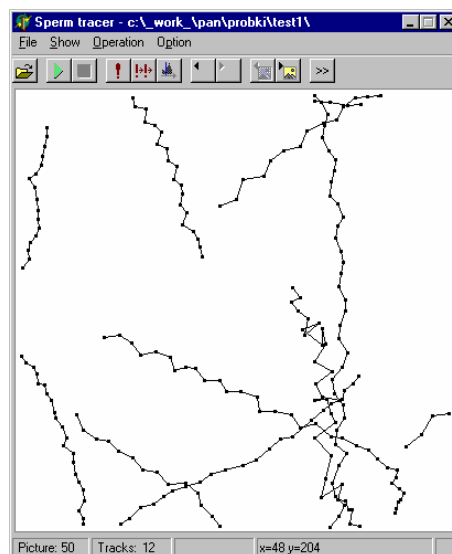 Sperm tracer - c:\_work_\pan\probki\test1\
File Show Operation Option
>>
Picture: 50 Tracks: 12 x=48 y=204